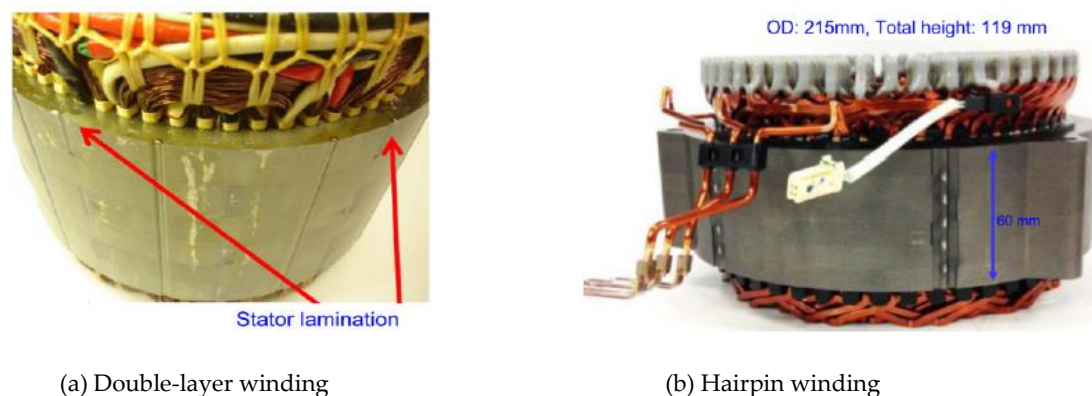 OD: 215mm, Total height: 119 mm
60 mm
Stator lamination
(a) Double-layer winding
(b) Hairpin winding